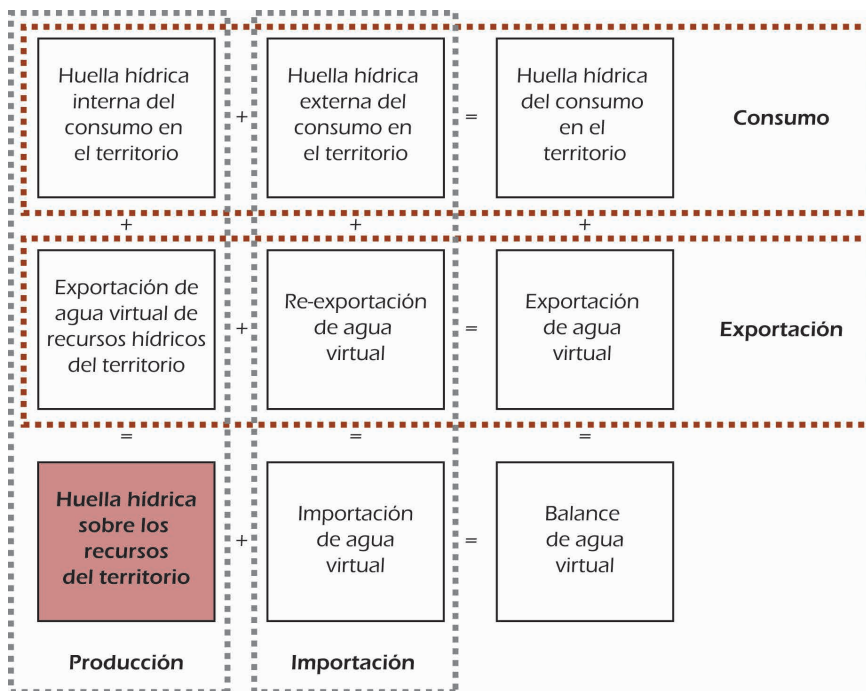 Huella hídrica
interna del
consumo en
el territorio
+
Huella hídrica
externa del
consumo en
el territorio
=
Huella hídrica
del consumo
en el
territorio
Consumo
+
+
+
Exportación de
agua virtual de
recursos hídricos
del territorio
+
Re-exportación
de agua
virtual
=
Exportación
de agua
virtual
Exportación
=
=
=
Huella hídrica
sobre los
recursos
del territorio
+
Importación
de agua
virtual
=
Balance
de agua
virtual
Producción
Importación